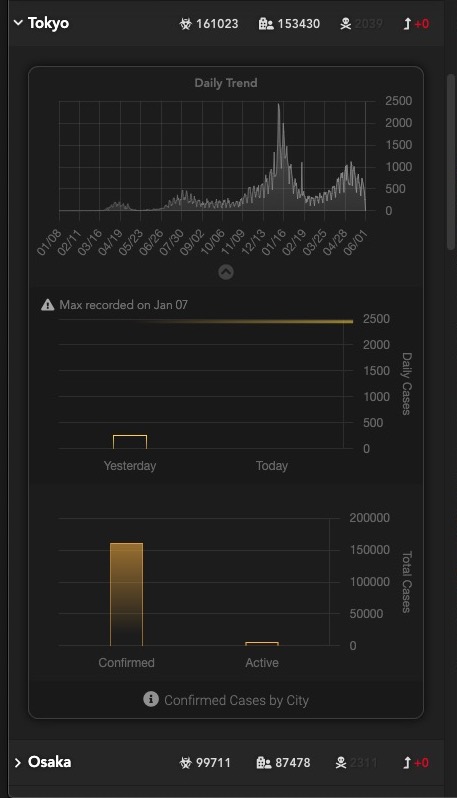 Tokyo 161023 153430 2039 +0
Daily Trend
2500
2000
1500
1000
500
0
01/08 02/11 03/16 04/19 05/23 06/26 07/30 09/02 10/06 11/09 12/13 01/16 02/19 03/25 04/28 06/01
Max recorded on Jan 07
2500
2000
1500
1000
500
0
Daily Cases
Yesterday Today
200000
150000
100000
50000
0
Total Cases
Confirmed Active
Confirmed Cases by City
Osaka 99711 87478 2311 +0